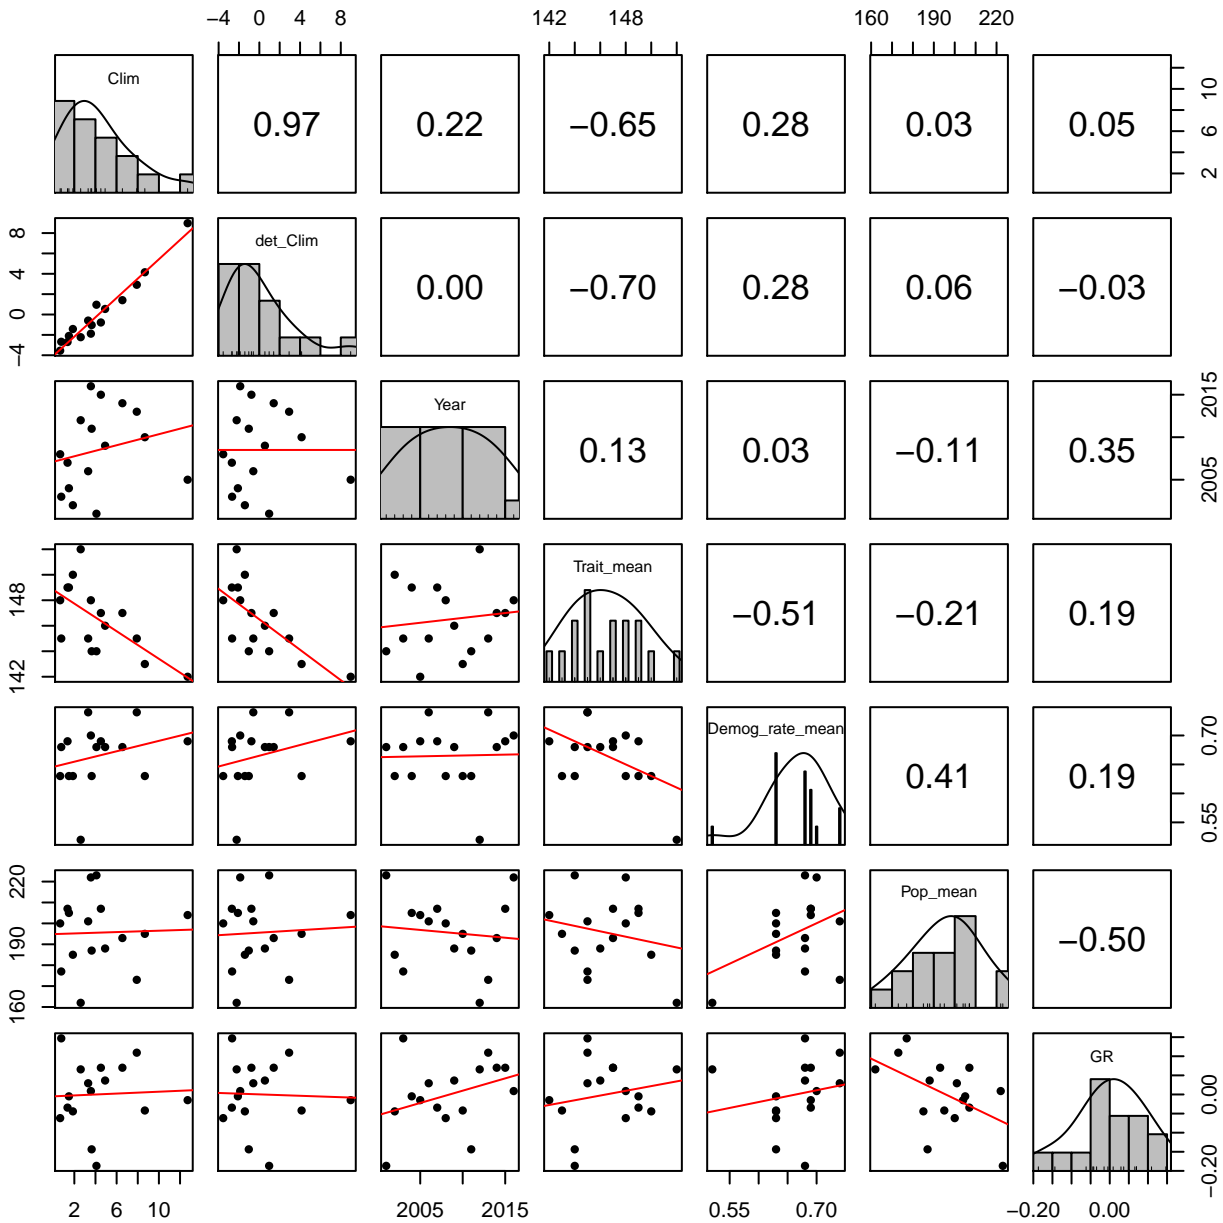 −4 0 4 8 142 148 160 190 220
Clim 0.97 0.22 −0.65 0.28 0.03 0.05 2 6 10
−4 0 4 8 det_Clim 0.00 −0.70 0.28 0.06 −0.03
Year 0.13 0.03 −0.11 0.35 2005 2015
142 148 Trait_mean −0.51 −0.21 0.19
Demog_rate_mean 0.41 0.19 0.55 0.70
160 190 220 Pop_mean −0.50
GR −0.20 0.00
2 6 10 2005 2015 0.55 0.70 −0.20 0.00